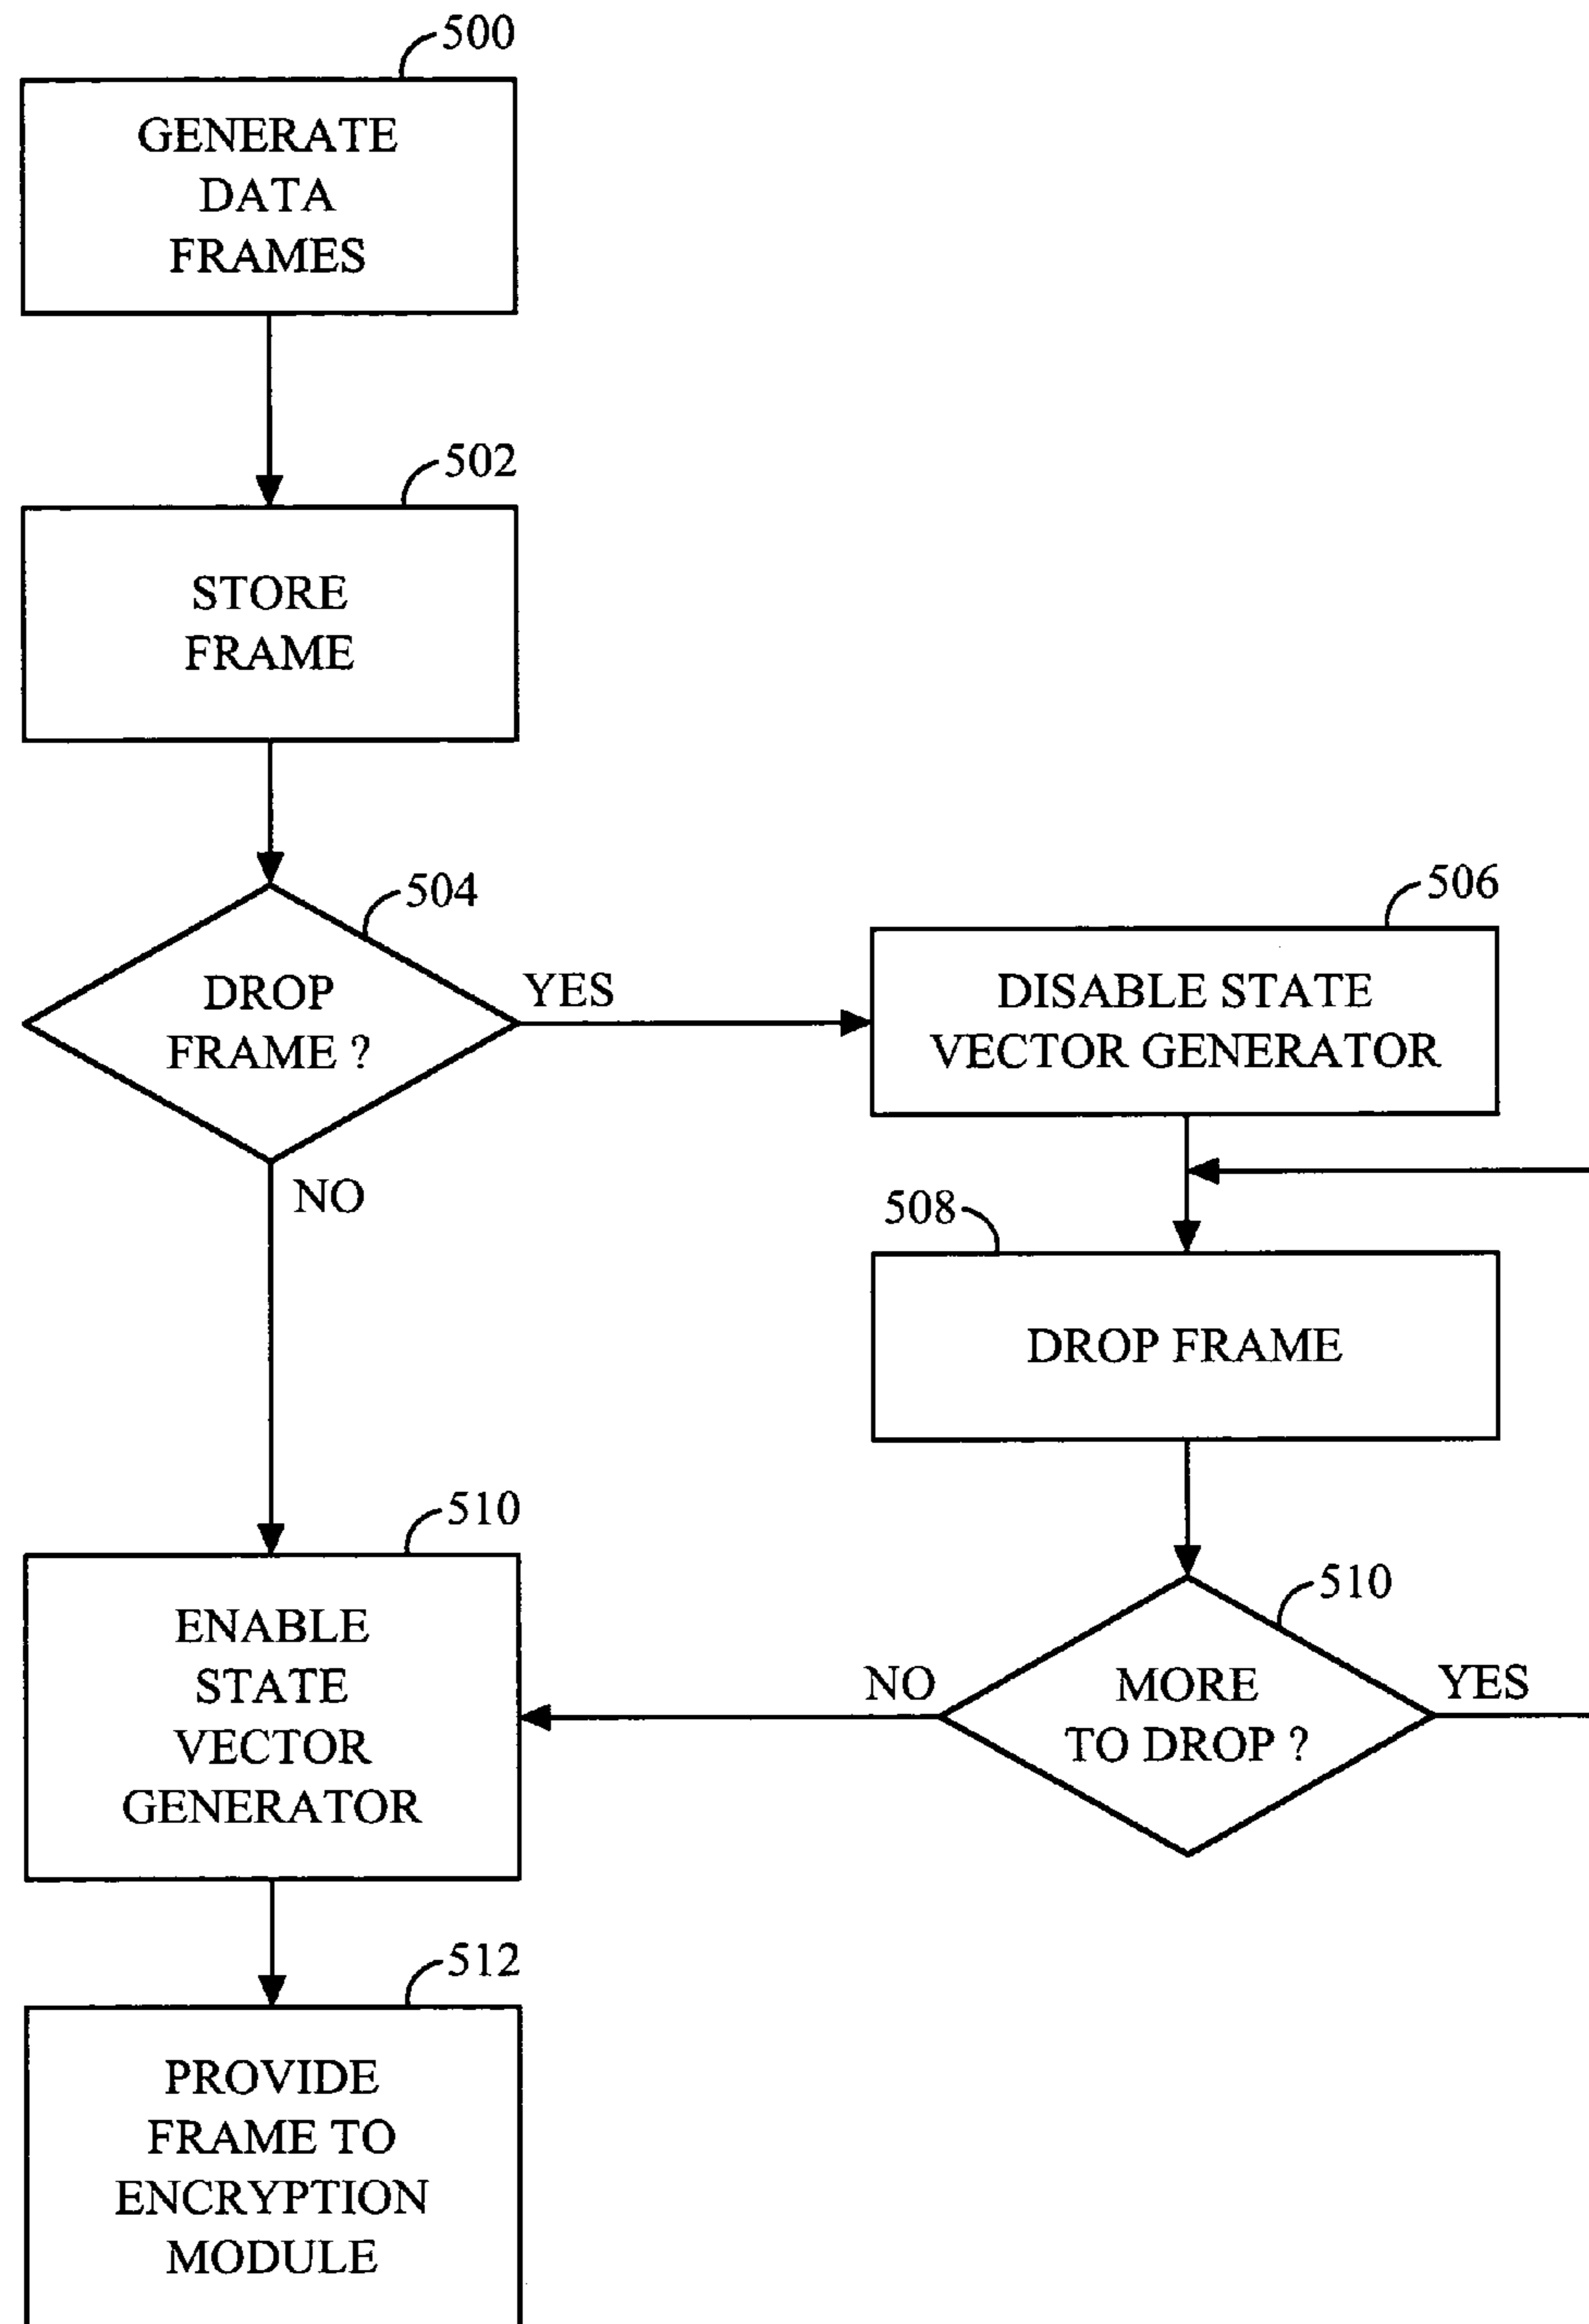 500
GENERATE
DATA
FRAMES
502
STORE
FRAME
504
DROP
FRAME ?
YES
NO
506
DISABLE STATE
VECTOR GENERATOR
508
DROP FRAME
510
MORE
TO DROP ?
NO
YES
510
ENABLE
STATE
VECTOR
GENERATOR
512
PROVIDE
FRAME TO
ENCRYPTION
MODULE